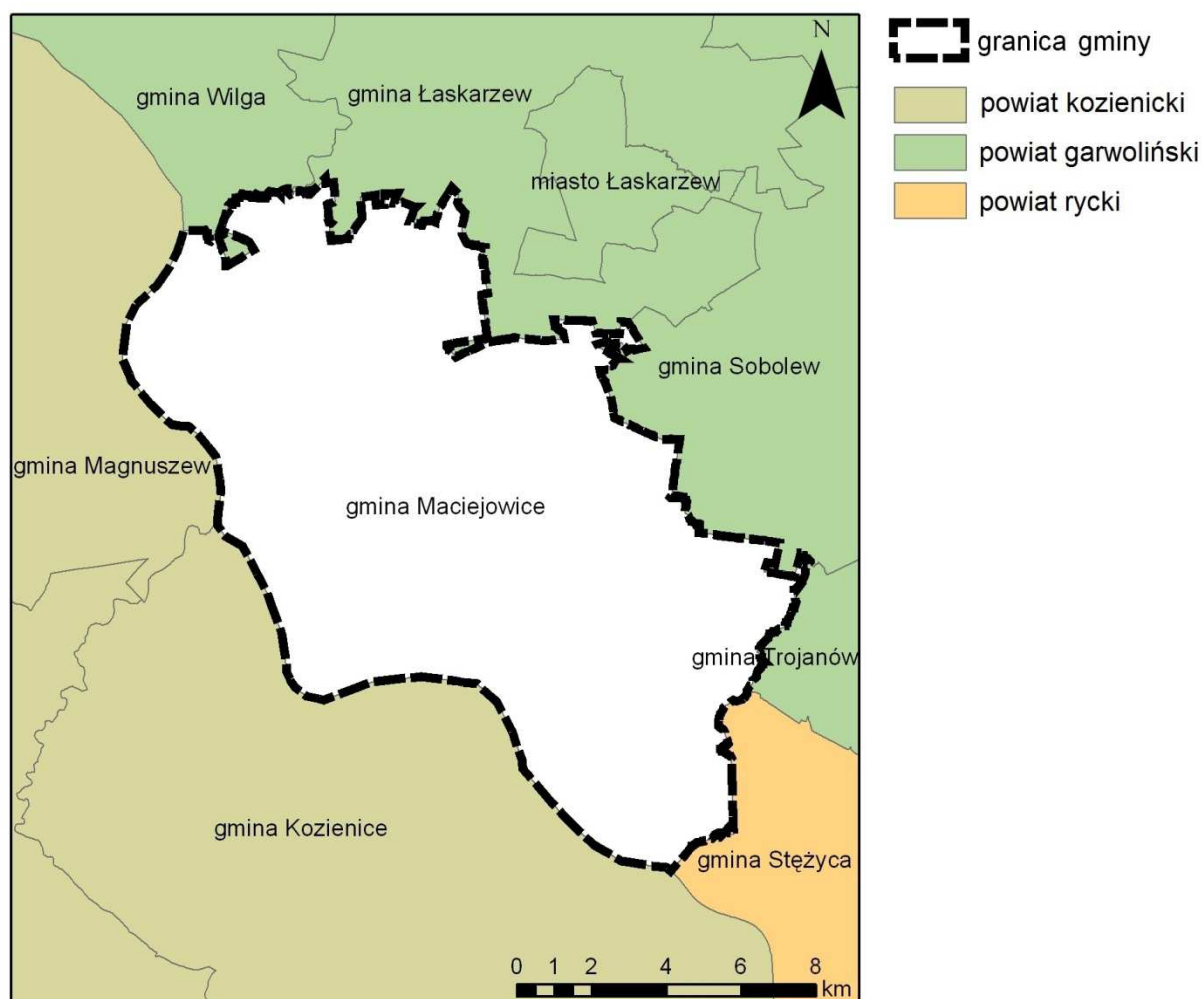 N
granica gminy
powiat kozienicki
powiat garwoliński
powiat rycki
gmina Wilga
gmina Łaskarzew
miasto Łaskarzew
gmina Sobolew
gmina Magnuszew
gmina Maciejowice
gmina Trojanów
gmina Kozienice
gmina Stężyca
0 1 2 4 6 8
km